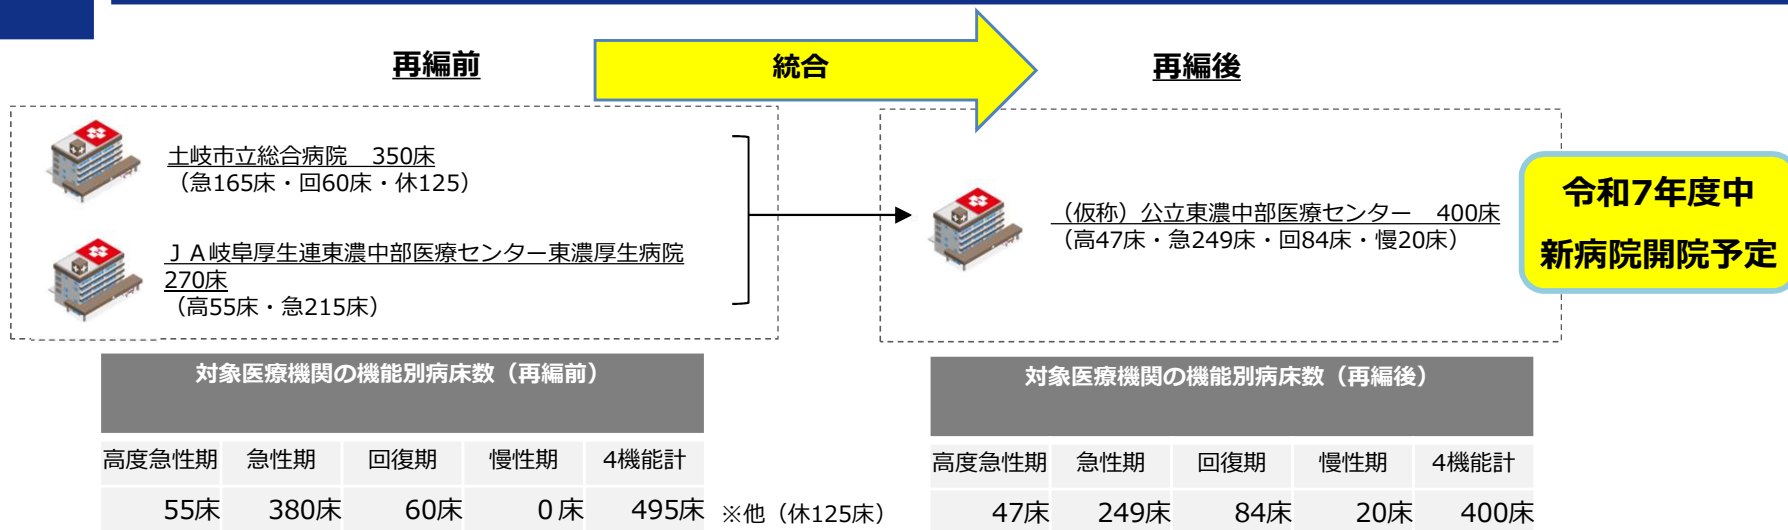 再編前
統合
再編後
土岐市立総合病院　350床
（急165床・回60床・休125）
ＪＡ岐阜厚生連東濃中部医療センター東濃厚生病院
270床
（高55床・急215床）
（仮称）公立東濃中部医療センター　400床
（高47床・急249床・回84床・慢20床）
令和7年度中
新病院開院予定
対象医療機関の機能別病床数（再編前）
高度急性期 急性期 回復期 慢性期 4機能計
55床 380床 60床 0床 495床
※他（休125床）
対象医療機関の機能別病床数（再編後）
高度急性期 急性期 回復期 慢性期 4機能計
47床 249床 84床 20床 400床